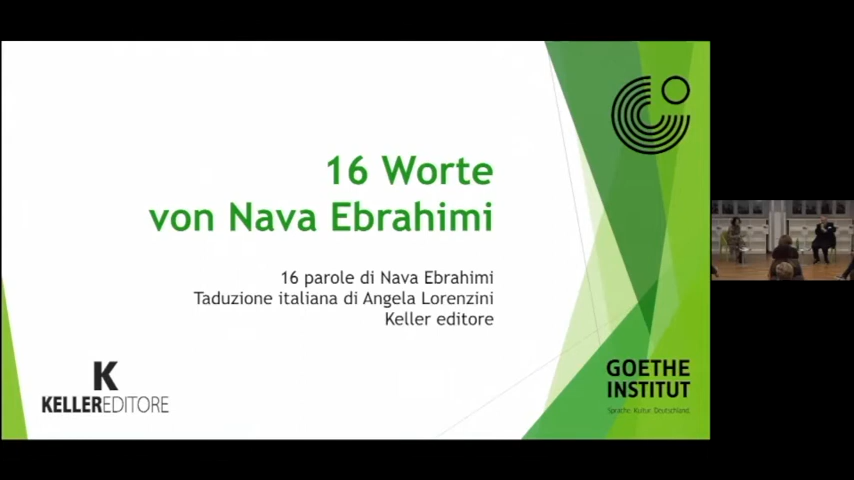 16 Worte
von Nava Ebrahimi
16 parole di Nava Ebrahimi
Taduzione italiana di Angela Lorenzini
Keller editore
K
KELLEREDITORE
GOETHE
INSTITUT
Sprache. Kultur. Deutschland.